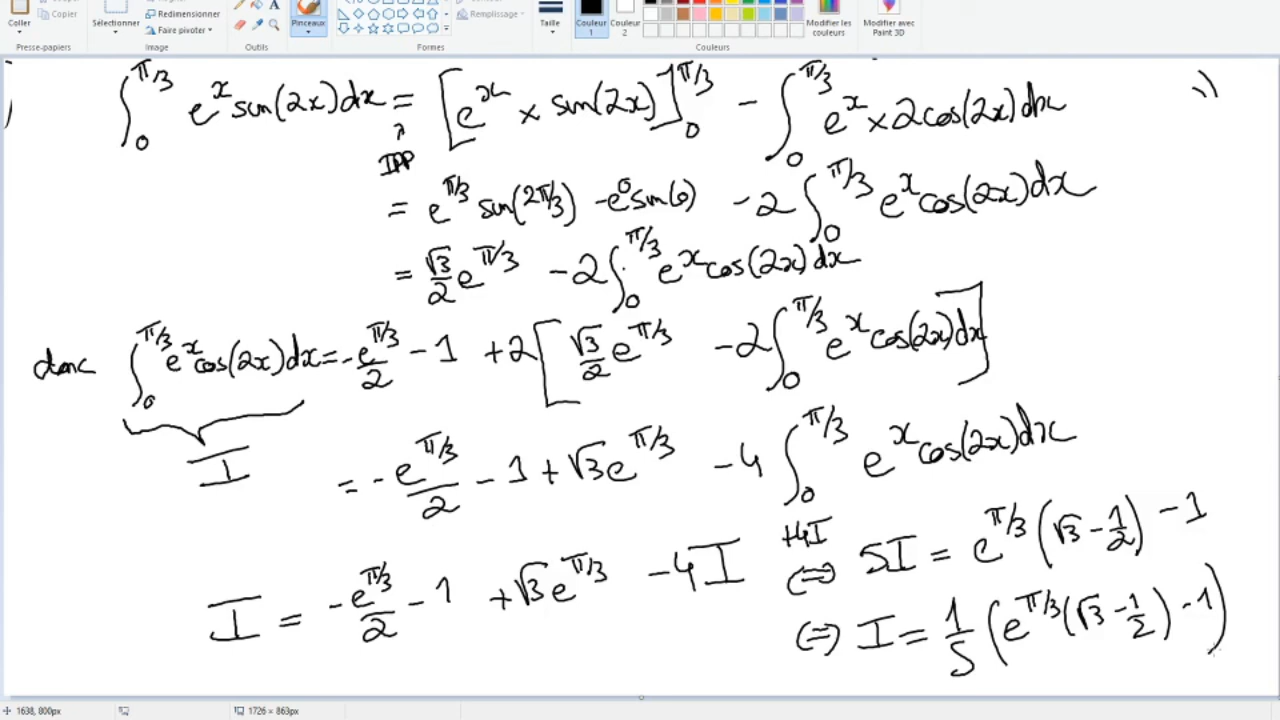 Coller
Copier
Sélectionner
Redimensionner
Faire pivoter
Pinceaux
Remplissage
Taille
Couleur 1
Couleur 2
Modifier les couleurs
Modifier avec Paint 3D
Presse-papiers
Image
Outils
Formes
Couleurs
∫₀^(π/3) e^x sin(2x)dx = [e^x × sin(2x)]₀^(π/3) - ∫₀^(π/3) e^x × 2cos(2x)dx
IPP
= e^(π/3) sin(2π/3) - e^0 sin(0) - 2 ∫₀^(π/3) e^x cos(2x)dx
= √3/2 e^(π/3) - 2 ∫₀^(π/3) e^x cos(2x)dx
donc ∫₀^(π/3) e^x cos(2x)dx = -e^(π/3)/2 - 1 + 2[√3/2 e^(π/3) - 2 ∫₀^(π/3) e^x cos(2x)dx]
I = -e^(π/3)/2 - 1 + √3e^(π/3) - 4 ∫₀^(π/3) e^x cos(2x)dx
I = -e^(π/3)/2 - 1 + √3e^(π/3) - 4I
+4I
⇔ 5I = e^(π/3)(√3 - 1/2) - 1
⇔ I = 1/5 (e^(π/3)(√3 - 1/2) - 1)
1638, 800px
1726 × 863px